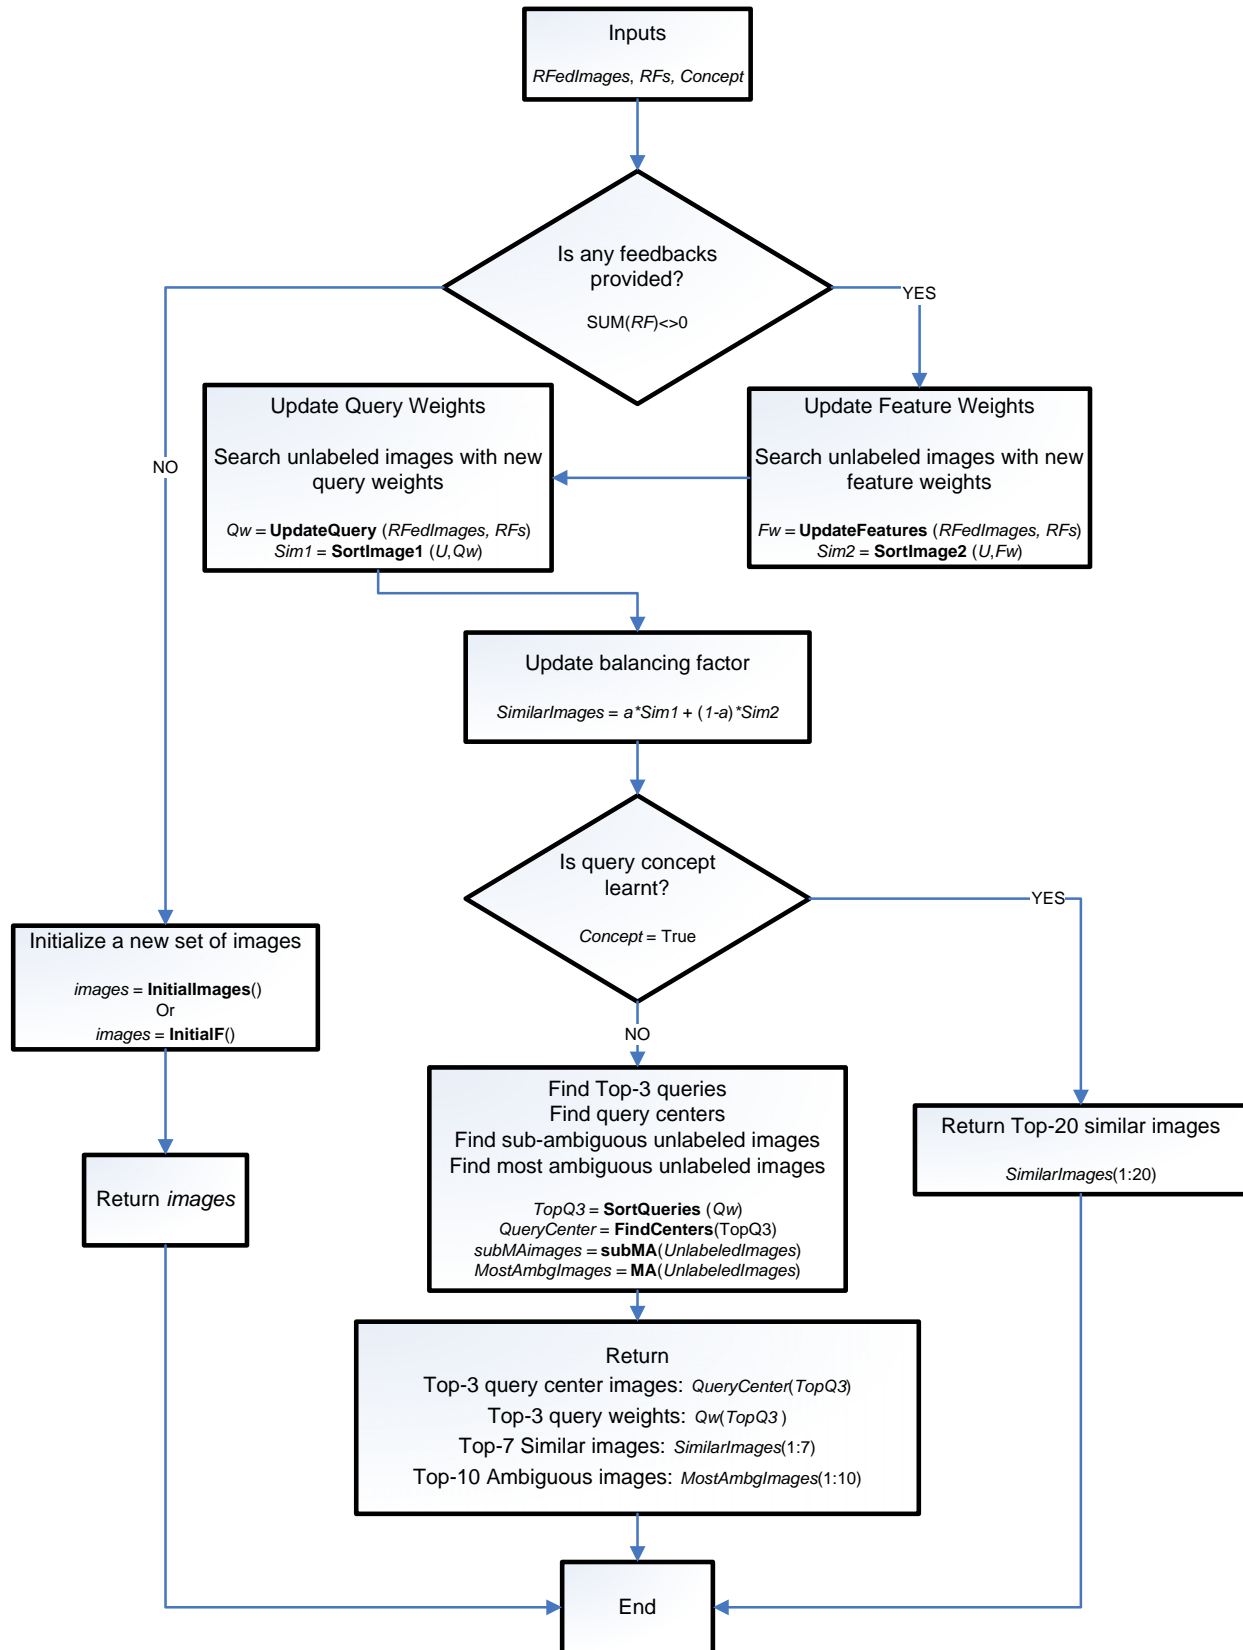 Inputs
RFedImages, RFs, Concept
Is any feedbacks
provided?
SUM(RF)<>0
YES
NO
Update Query Weights
Search unlabeled images with new
query weights
Qw = UpdateQuery (RFedImages, RFs)
Sim1 = SortImage1 (U,Qw)
Update Feature Weights
Search unlabeled images with new
feature weights
Fw = UpdateFeatures (RFedImages, RFs)
Sim2 = SortImage2 (U,Fw)
Update balancing factor
SimilarImages = a*Sim1 + (1-a)*Sim2
Is query concept
learnt?
Concept = True
YES
NO
Initialize a new set of images
images = InitialImages()
Or
images = InitialF()
Return images
Find Top-3 queries
Find query centers
Find sub-ambiguous unlabeled images
Find most ambiguous unlabeled images
TopQ3 = SortQueries (Qw)
QueryCenter = FindCenters(TopQ3)
subMAimages = subMA(UnlabeledImages)
MostAmbgImages = MA(UnlabeledImages)
Return Top-20 similar images
SimilarImages(1:20)
Return
Top-3 query center images: QueryCenter(TopQ3)
Top-3 query weights: Qw(TopQ3 )
Top-7 Similar images: SimilarImages(1:7)
Top-10 Ambiguous images: MostAmbgImages(1:10)
End